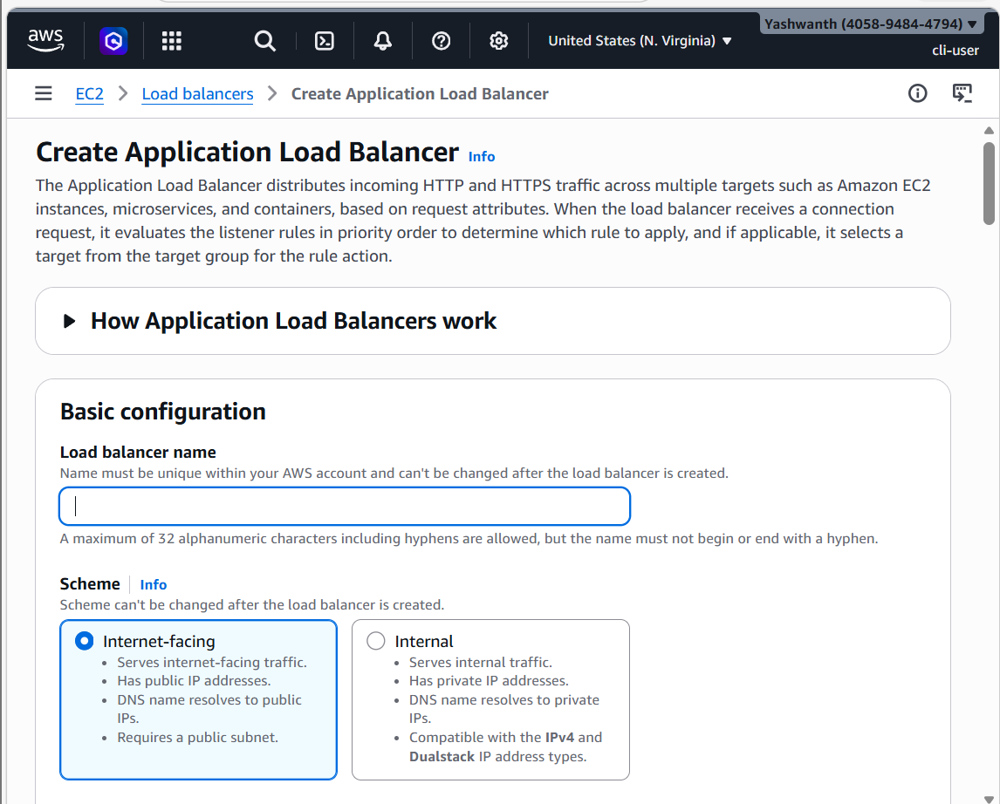 aws
United States (N. Virginia) ▼
Yashwanth (4058-9484-4794) ▼
cli-user
EC2 > Load balancers > Create Application Load Balancer
Create Application Load Balancer Info
The Application Load Balancer distributes incoming HTTP and HTTPS traffic across multiple targets such as Amazon EC2
instances, microservices, and containers, based on request attributes. When the load balancer receives a connection
request, it evaluates the listener rules in priority order to determine which rule to apply, and if applicable, it selects a
target from the target group for the rule action.
How Application Load Balancers work
Basic configuration
Load balancer name
Name must be unique within your AWS account and can't be changed after the load balancer is created.
A maximum of 32 alphanumeric characters including hyphens are allowed, but the name must not begin or end with a hyphen.
Scheme | Info
Scheme can't be changed after the load balancer is created.
Internet-facing
• Serves internet-facing traffic.
• Has public IP addresses.
• DNS name resolves to public
IPs.
• Requires a public subnet.
Internal
• Serves internal traffic.
• Has private IP addresses.
• DNS name resolves to private
IPs.
• Compatible with the IPv4 and
Dualstack IP address types.